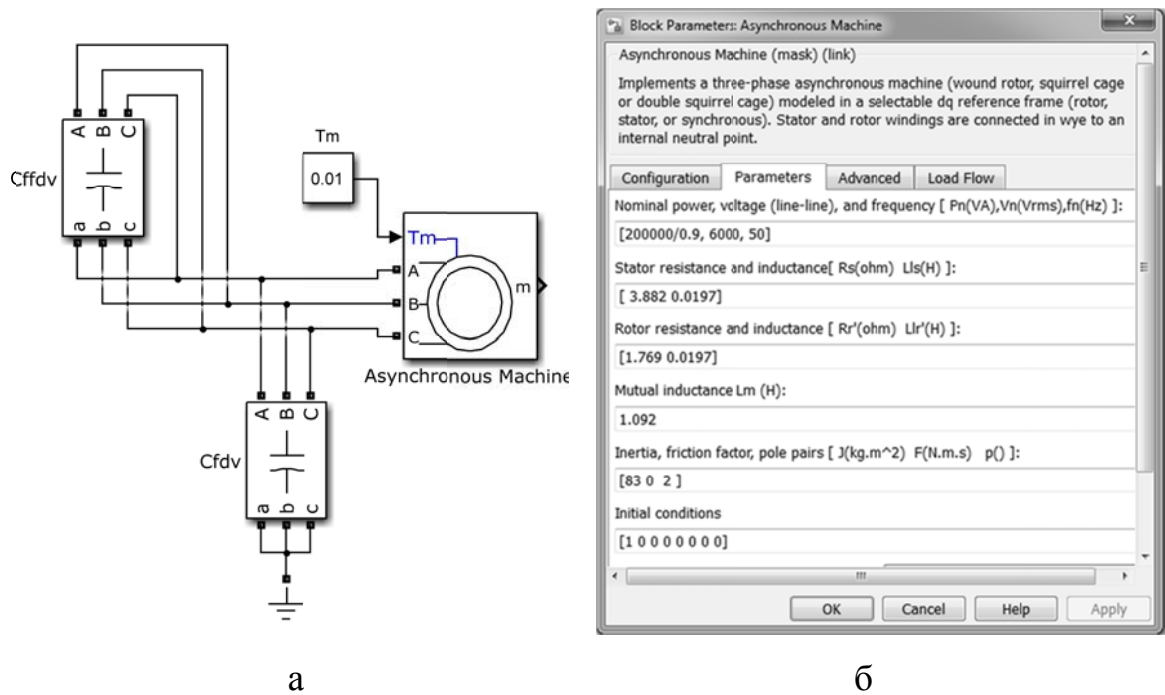 A B C
Cffdv
a b c
Tm
0.01
Tm
A
B
C
m
Asynchronous Machine
A B C
Cfdv
a b c
а
Block Parameters: Asynchronous Machine
Asynchronous Machine (mask) (link)
Implements a three-phase asynchronous machine (wound rotor, squirrel cage
or double squirrel cage) modeled in a selectable dq reference frame (rotor,
stator, or synchronous). Stator and rotor windings are connected in wye to an
internal neutral point.
Configuration Parameters Advanced Load Flow
Nominal power, voltage (line-line), and frequency [ Pn(VA),Vn(Vrms),fn(Hz) ]:
[200000/0.9, 6000, 50]
Stator resistance and inductance[ Rs(ohm) Lls(H) ]:
[ 3.882 0.0197]
Rotor resistance and inductance [ Rr'(ohm) Llr'(H) ]:
[1.769 0.0197]
Mutual inductance Lm (H):
1.092
Inertia, friction factor, pole pairs [ J(kg.m^2) F(N.m.s) p() ]:
[83 0 2 ]
Initial conditions
[1 0 0 0 0 0 0 0]
OK Cancel Help Apply
б